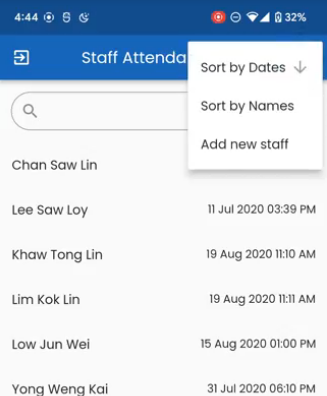 4:44 32%
Staff Attenda
Sort by Dates
Sort by Names
Add new staff
Chan Saw Lin
Lee Saw Loy 11 Jul 2020 03:39 PM
Khaw Tong Lin 19 Aug 2020 11:10 AM
Lim Kok Lin 19 Aug 2020 11:11 AM
Low Jun Wei 15 Aug 2020 01:00 PM
Yong Weng Kai 31 Jul 2020 06:10 PM